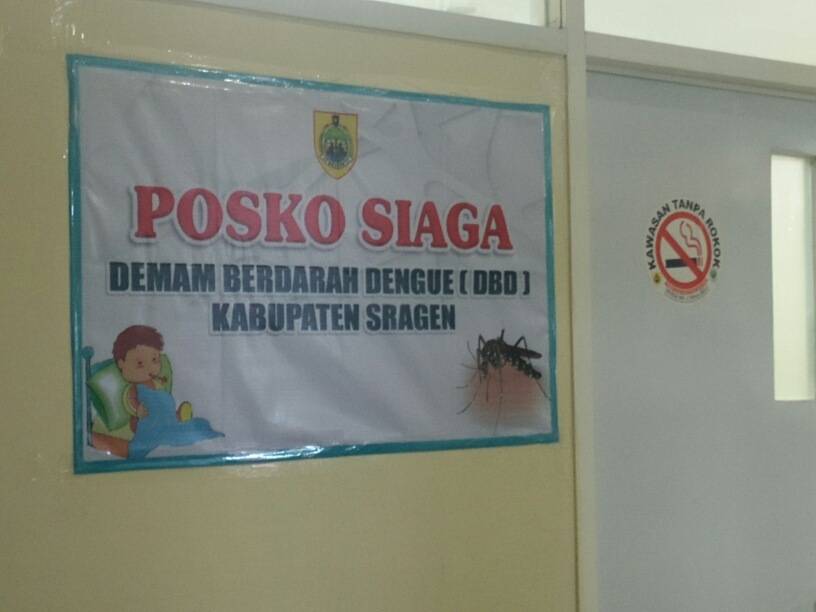 POSKO SIAGA
DEMAM BERDARAH DENGUE ( DBD )
KABUPATEN SRAGEN
KAWASAN TANPA ROKOK